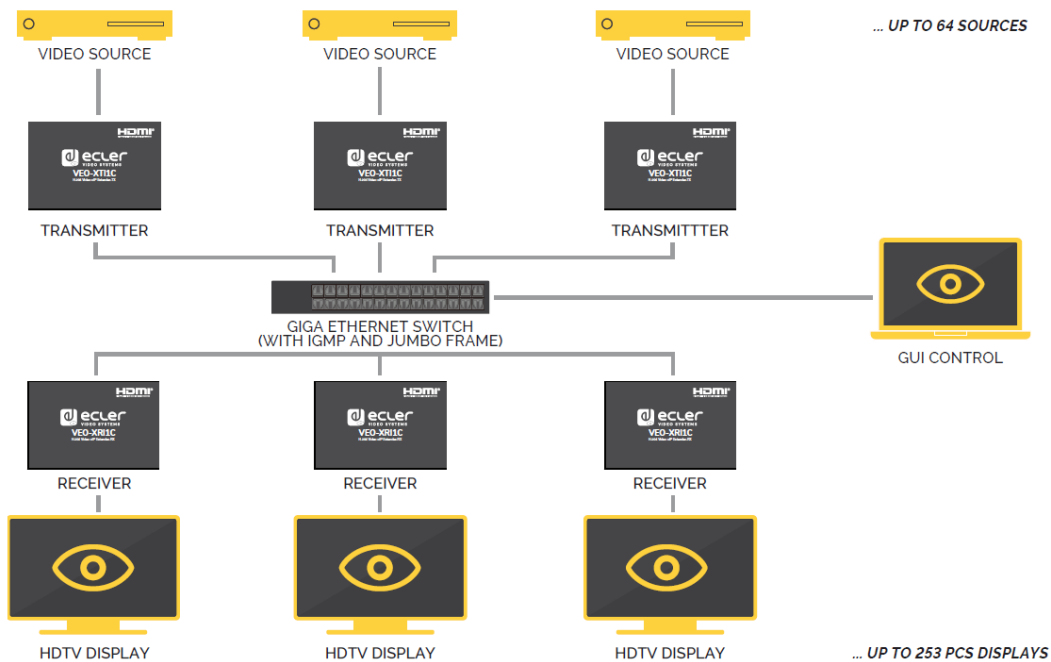 ... UP TO 64 SOURCES
VIDEO SOURCE
VIDEO SOURCE
VIDEO SOURCE
HDMI
HDMI
HDMI
ecler
VIDEO SYSTEMS
VEO-XTI1C
ecler
VIDEO SYSTEMS
VEO-XTI1C
ecler
VIDEO SYSTEMS
VEO-XTI1C
TRANSMITTER
TRANSMITTER
TRANSMITTTER
GIGA ETHERNET SWITCH
(WITH IGMP AND JUMBO FRAME)
GUI CONTROL
HDMI
HDMI
HDMI
ecler
VIDEO SYSTEMS
VEO-XRI1C
ecler
VIDEO SYSTEMS
VEO-XRI1C
ecler
VIDEO SYSTEMS
VEO-XRI1C
RECEIVER
RECEIVER
RECEIVER
HDTV DISPLAY
HDTV DISPLAY
HDTV DISPLAY
... UP TO 253 PCS DISPLAYS